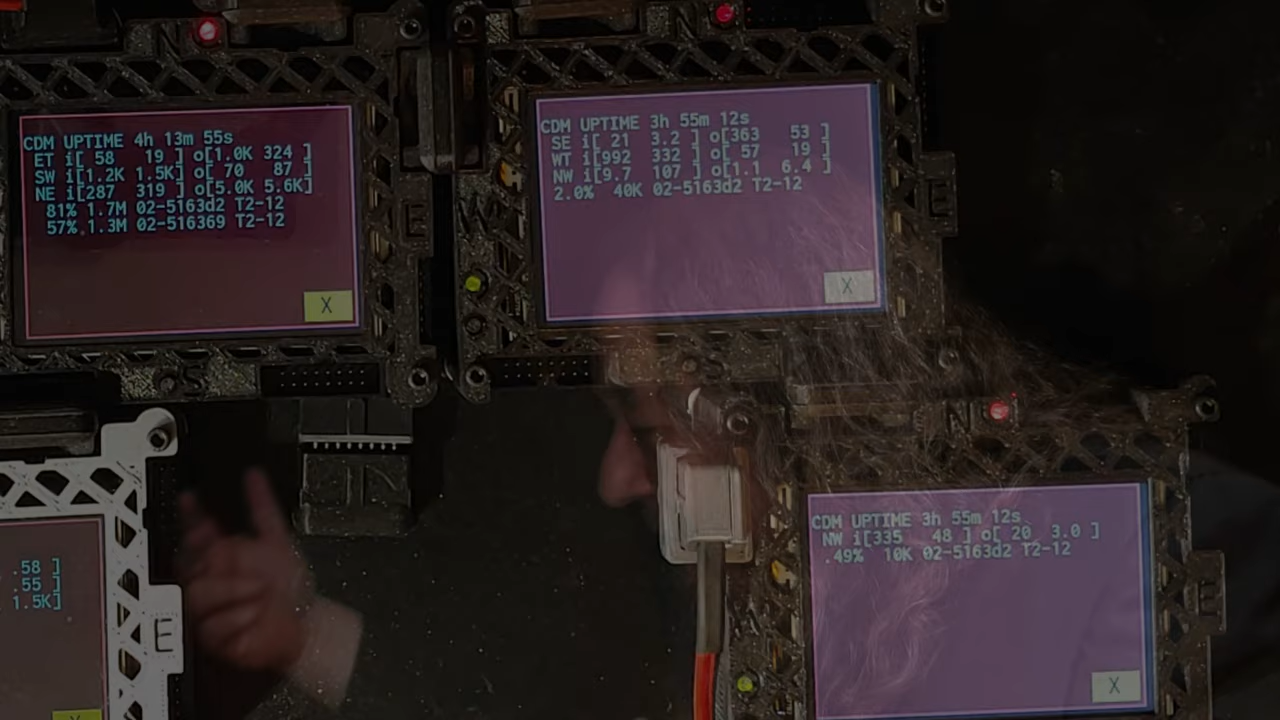 N
N
CDM UPTIME 4h 13m 55s
ET i[ 58 19 ] o[1.0K 324 ]
SW i[1.2K 1.5K] o[ 70 87 ]
NE i[287 319 ] o[5.0K 5.6K]
81% 1.7M 02-5163d2 T2-12
57% 1.3M 02-516369 T2-12
X
E
S
CDM UPTIME 3h 55m 12s
SE i[ 21 3.2 ] o[363 53 ]
WT i[992 332 ] o[ 57 19 ]
NW i[9.7 107 ] o[1.1 6.4 ]
2.0% 40K 02-5163d2 T2-12
X
W
E
S
.58 ]
.55 ]
1.5K]
E
N
CDM UPTIME 3h 55m 12s
NW i[335 48 ] o[ 20 3.0 ]
.49% 10K 02-5163d2 T2-12
X
E